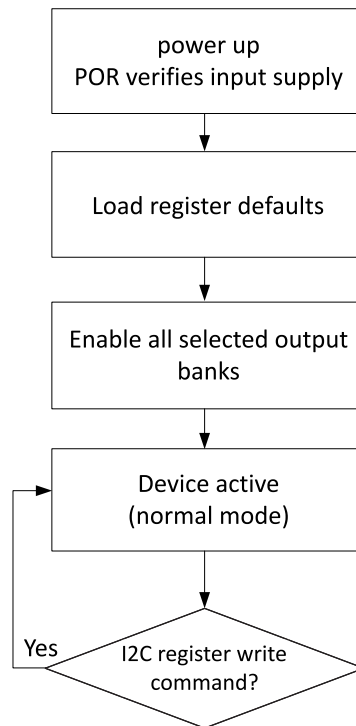 power up
POR verifies input supply
Load register defaults
Enable all selected output
banks
Device active
(normal mode)
Yes
I2C register write
command?